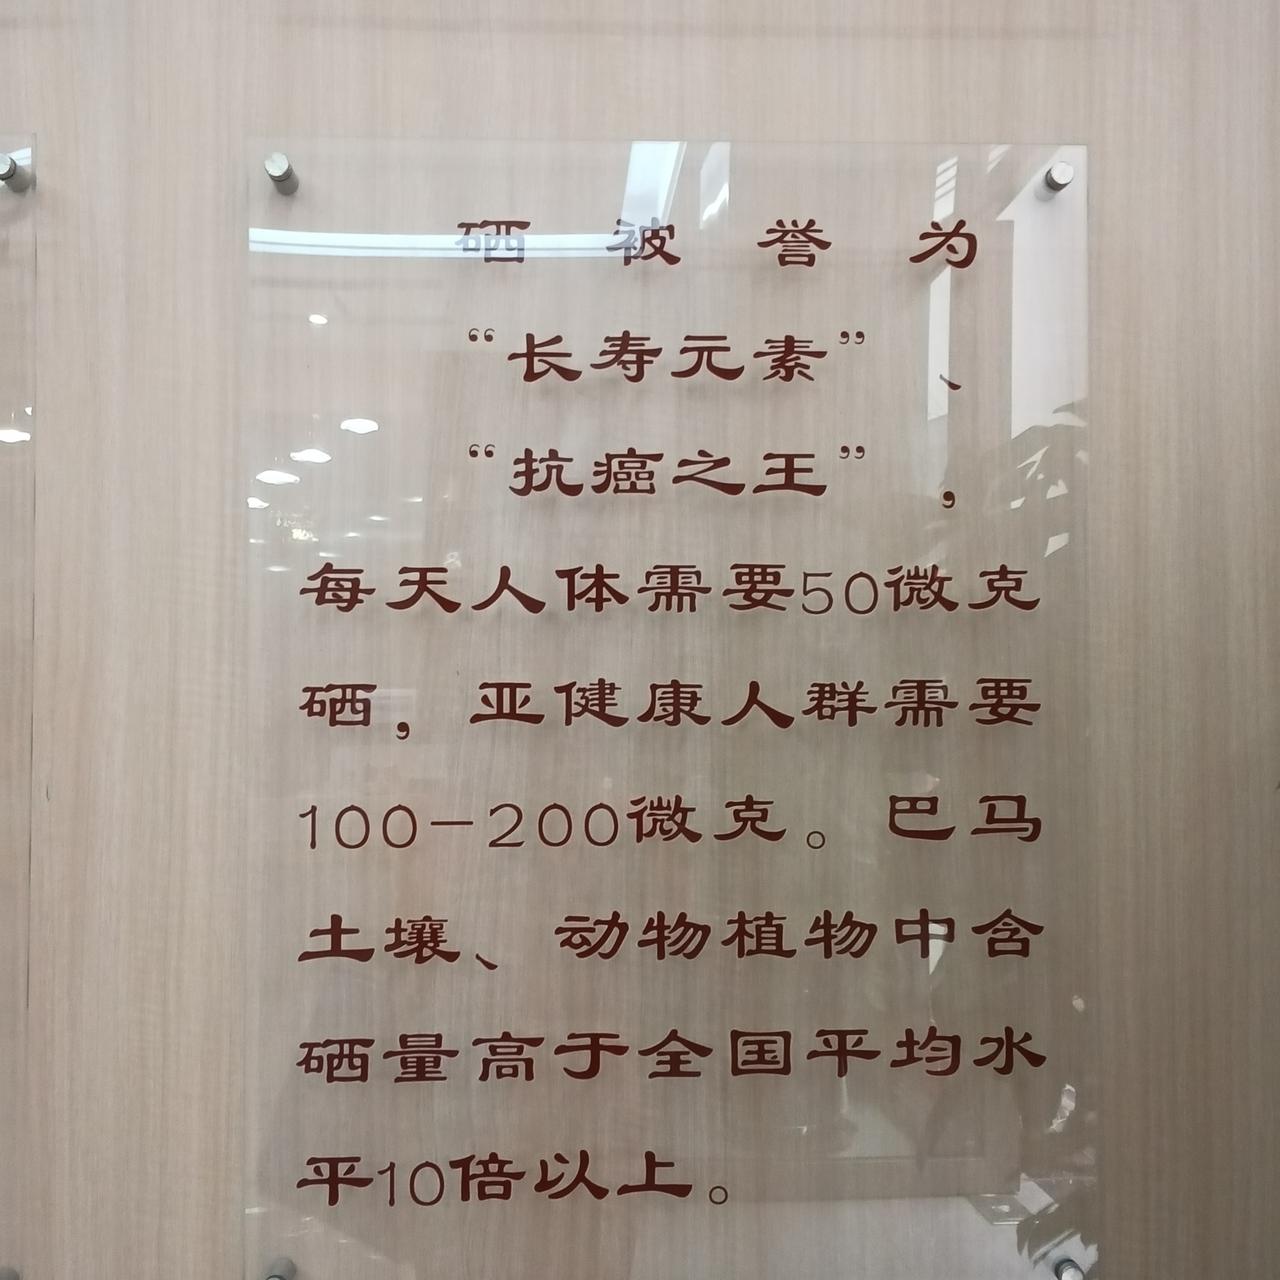 硒被誉为
“长寿元素”、
“抗癌之王”，
每天人体需要50微克
硒，亚健康人群需要
100-200微克。巴马
土壤、动物植物中含
硒量高于全国平均水
平10倍以上。